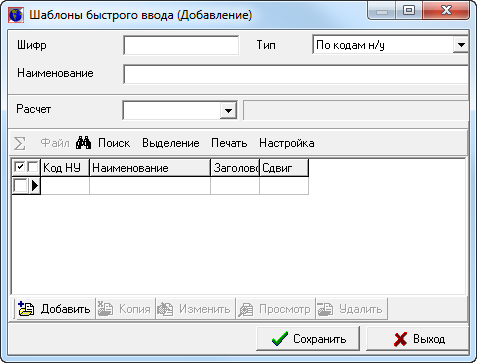 Шаблоны быстрого ввода (Добавление)
Шифр Тип По кодам н/у
Наименование
Расчет
Σ Файл Поиск Выделение Печать Настройка
Код НУ Наименование Заголовс Сдвиг
Добавить Копия Изменить Просмотр Удалить
Сохранить Выход